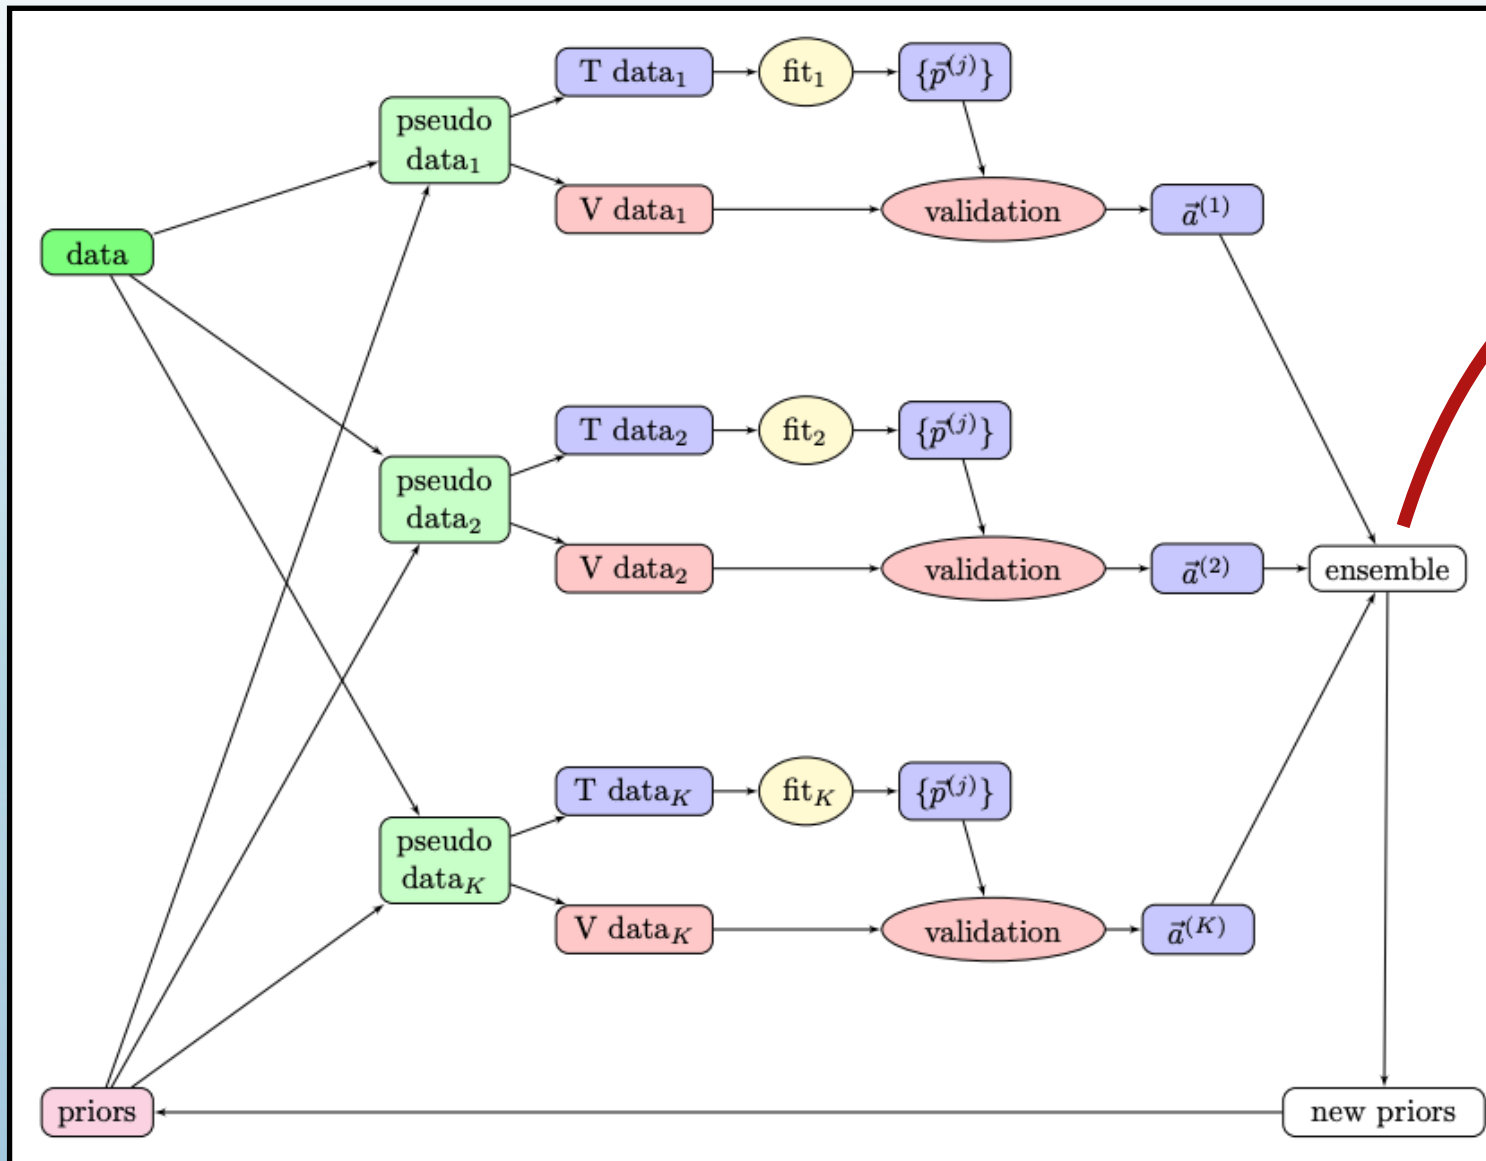 T data₁
fit₁
{p⃗⁽ʲ⁾}
pseudo
data₁
V data₁
validation
a⃗⁽¹⁾
data
T data₂
fit₂
{p⃗⁽ʲ⁾}
pseudo
data₂
V data₂
validation
a⃗⁽²⁾
ensemble
T data_K
fit_K
{p⃗⁽ʲ⁾}
pseudo
data_K
V data_K
validation
a⃗⁽ᴷ⁾
priors
new priors